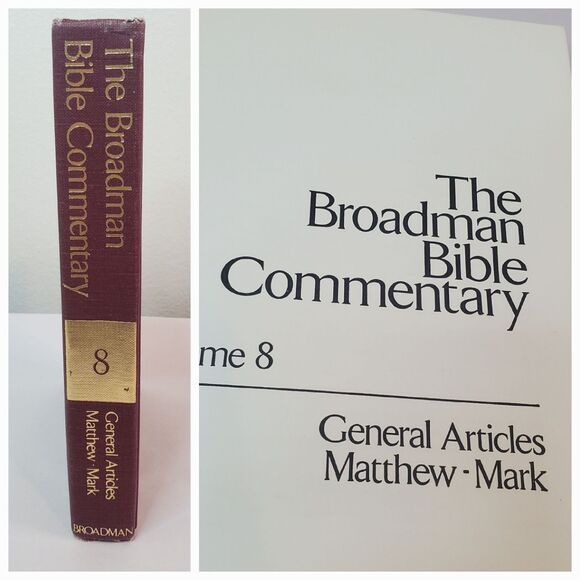 The Broadman
Bible Commentary
8
General Articles
Matthew · Mark
BROADMAN
The
Broadman
Bible
Commentary
me 8
General Articles
Matthew - Mark